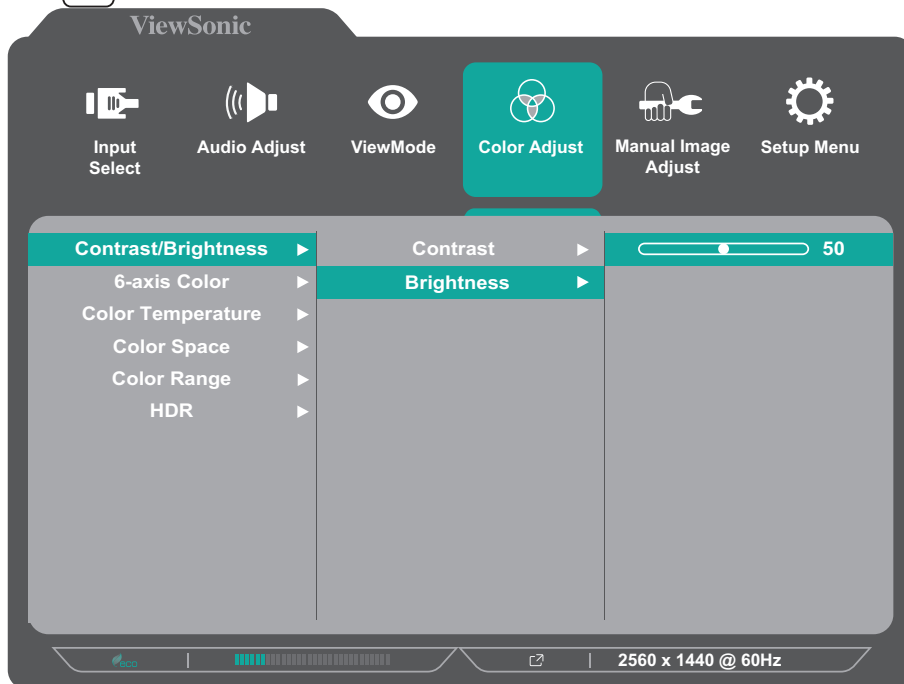 ViewSonic
Input
Select
Audio Adjust
ViewMode
Color Adjust
Manual Image
Adjust
Setup Menu
Contrast/Brightness
Contrast
50
6-axis Color
Brightness
Color Temperature
Color Space
Color Range
HDR
eco
2560 x 1440 @ 60Hz